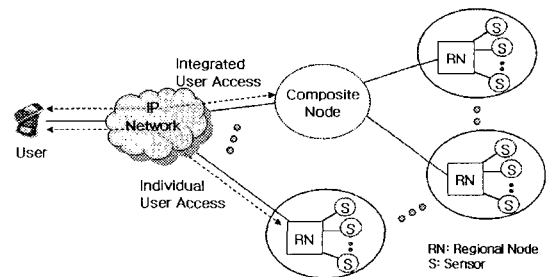 Integrated
User Access
IP
Network
User
Individual
User Access
Composite
Node
RN
S
S
S
RN
S
S
S
RN
S
S
S
RN: Regional Node
S: Sensor